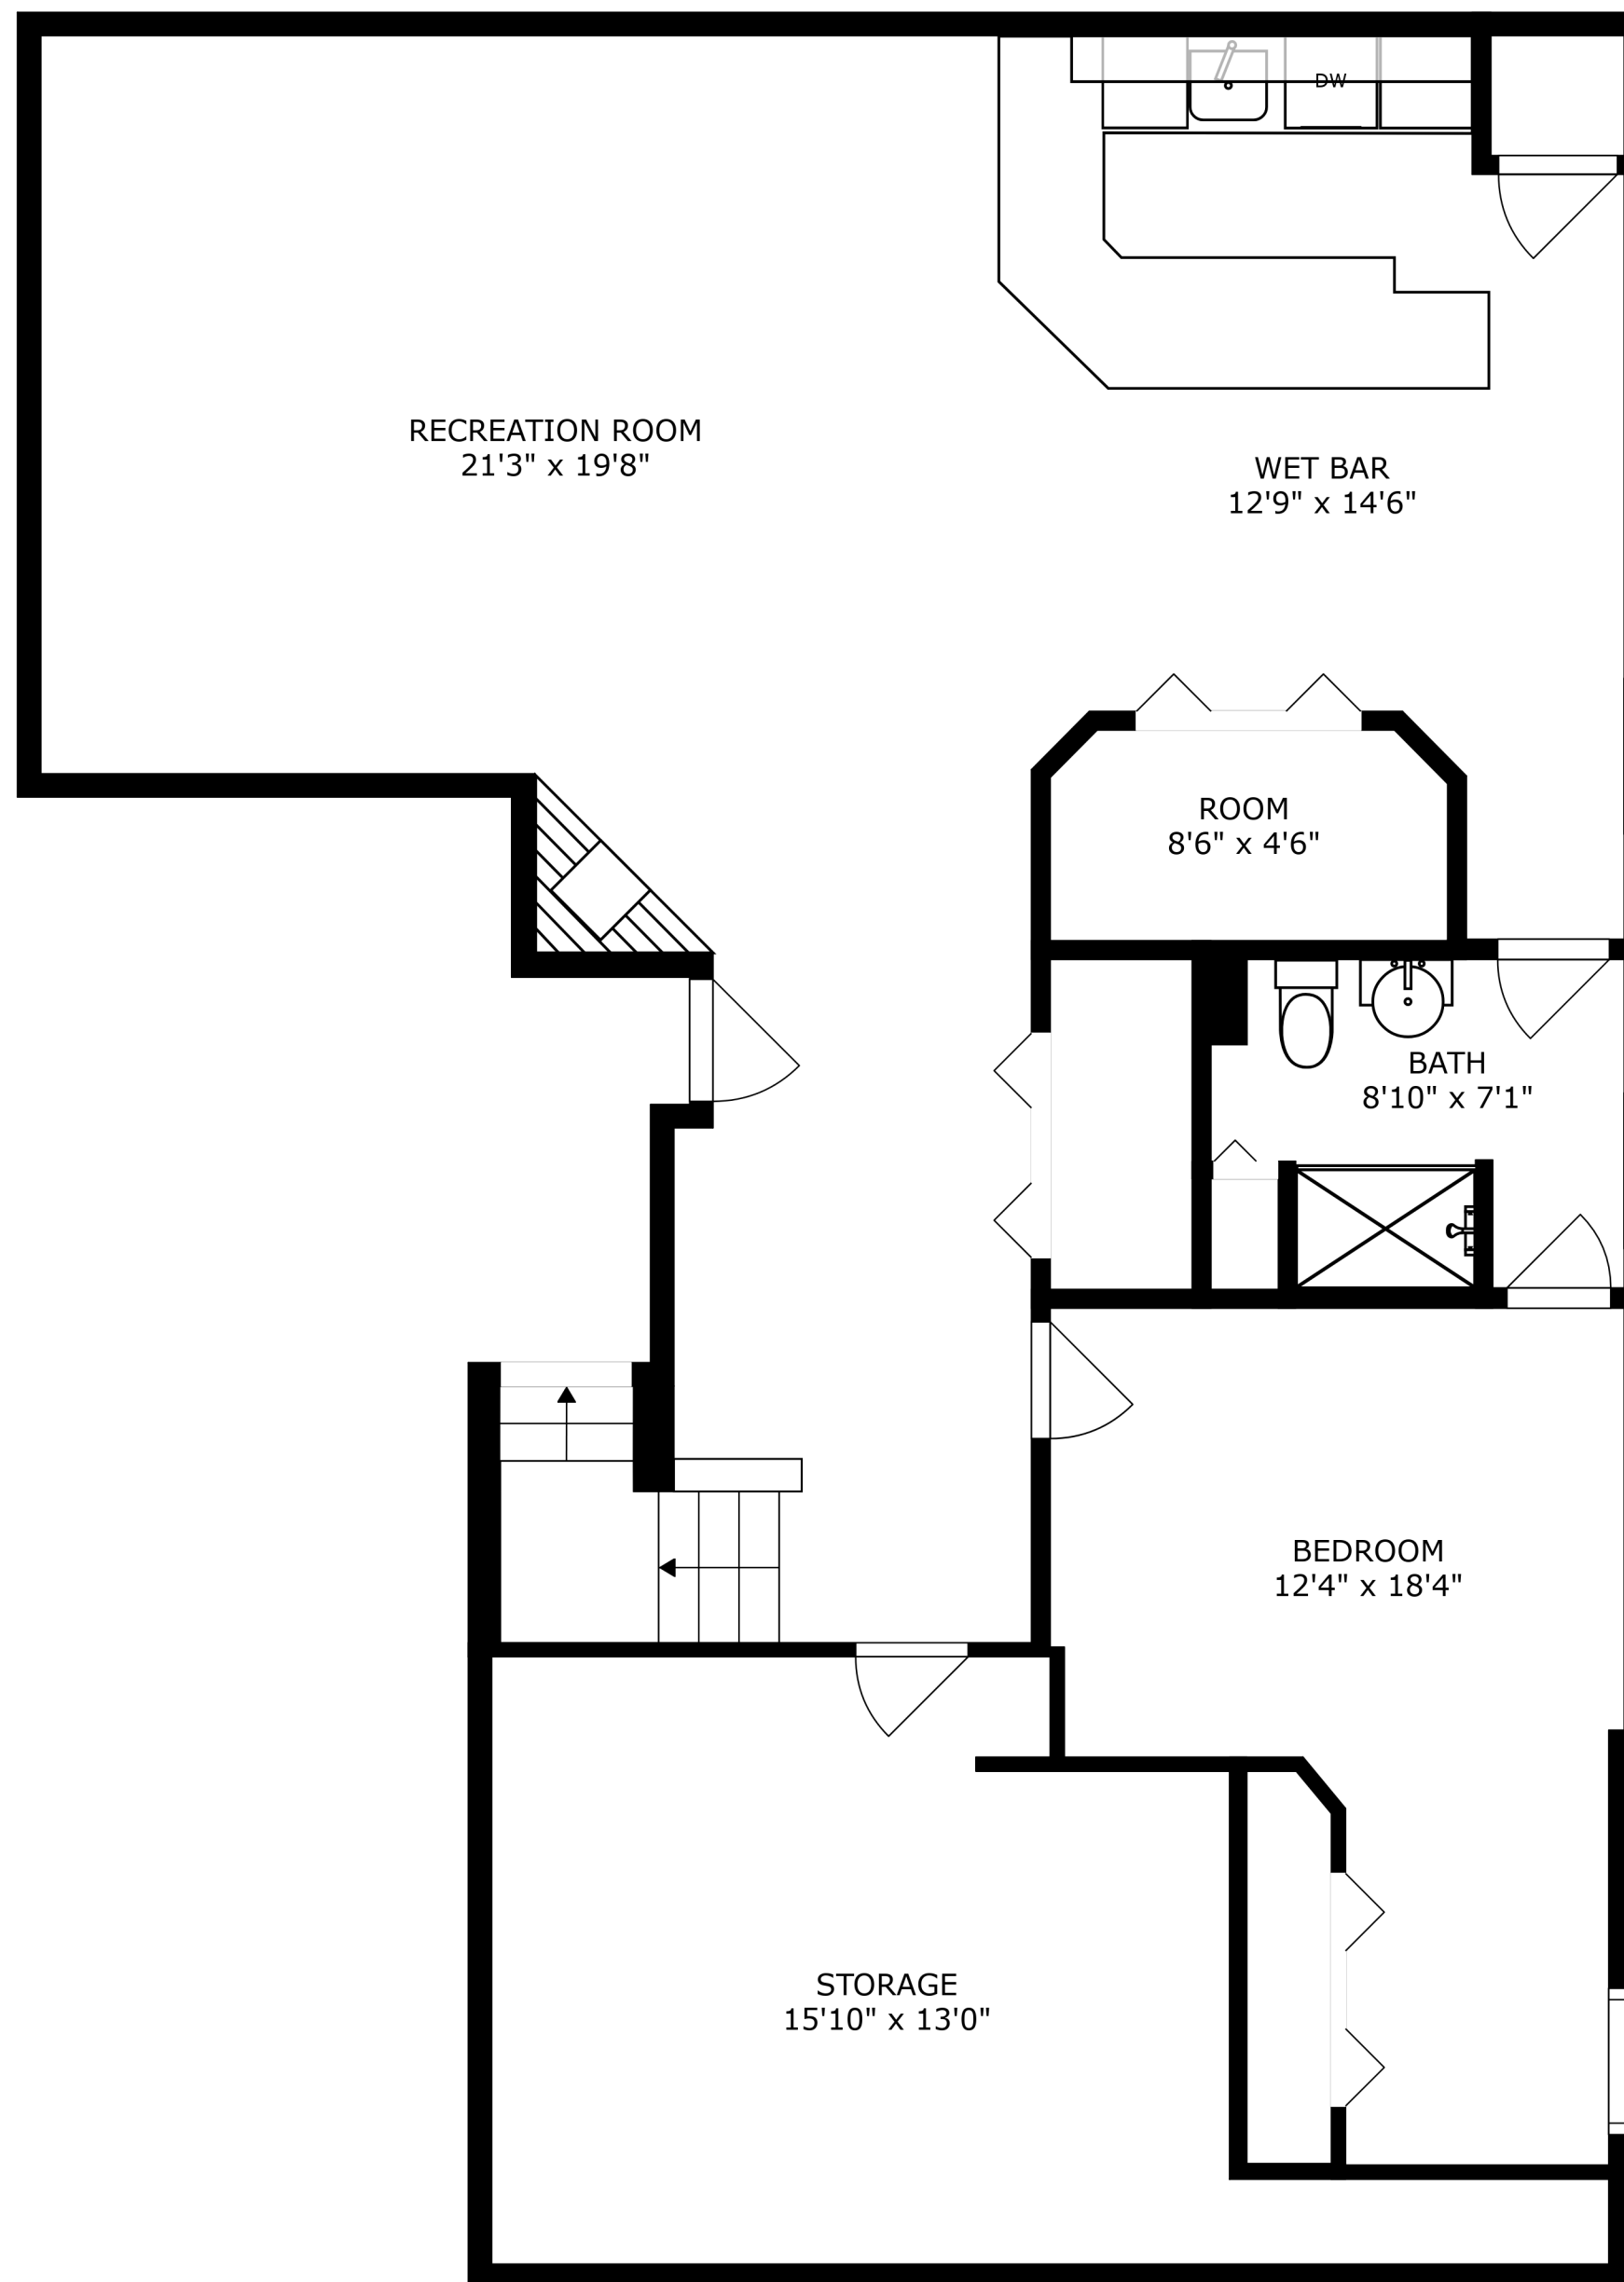 DW
RECREATION ROOM
21'3" x 19'8"
WET BAR
12'9" x 14'6"
ROOM
8'6" x 4'6"
BATH
8'10" x 7'1"
BEDROOM
12'4" x 18'4"
STORAGE
15'10" x 13'0"